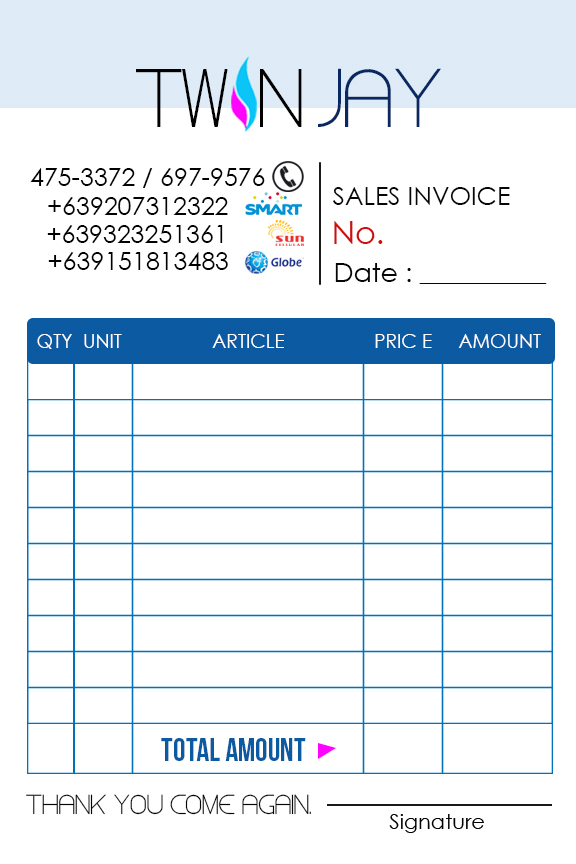 TWIN JAY
475-3372 / 697-9576
+639207312322 SMART
+639323251361 sun CELLULAR
+639151813483 Globe
SALES INVOICE
No.
Date : __________
QTY UNIT ARTICLE PRIC E AMOUNT
TOTAL AMOUNT
THANK YOU COME AGAIN.
Signature